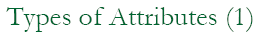 Types of Attributes (1)